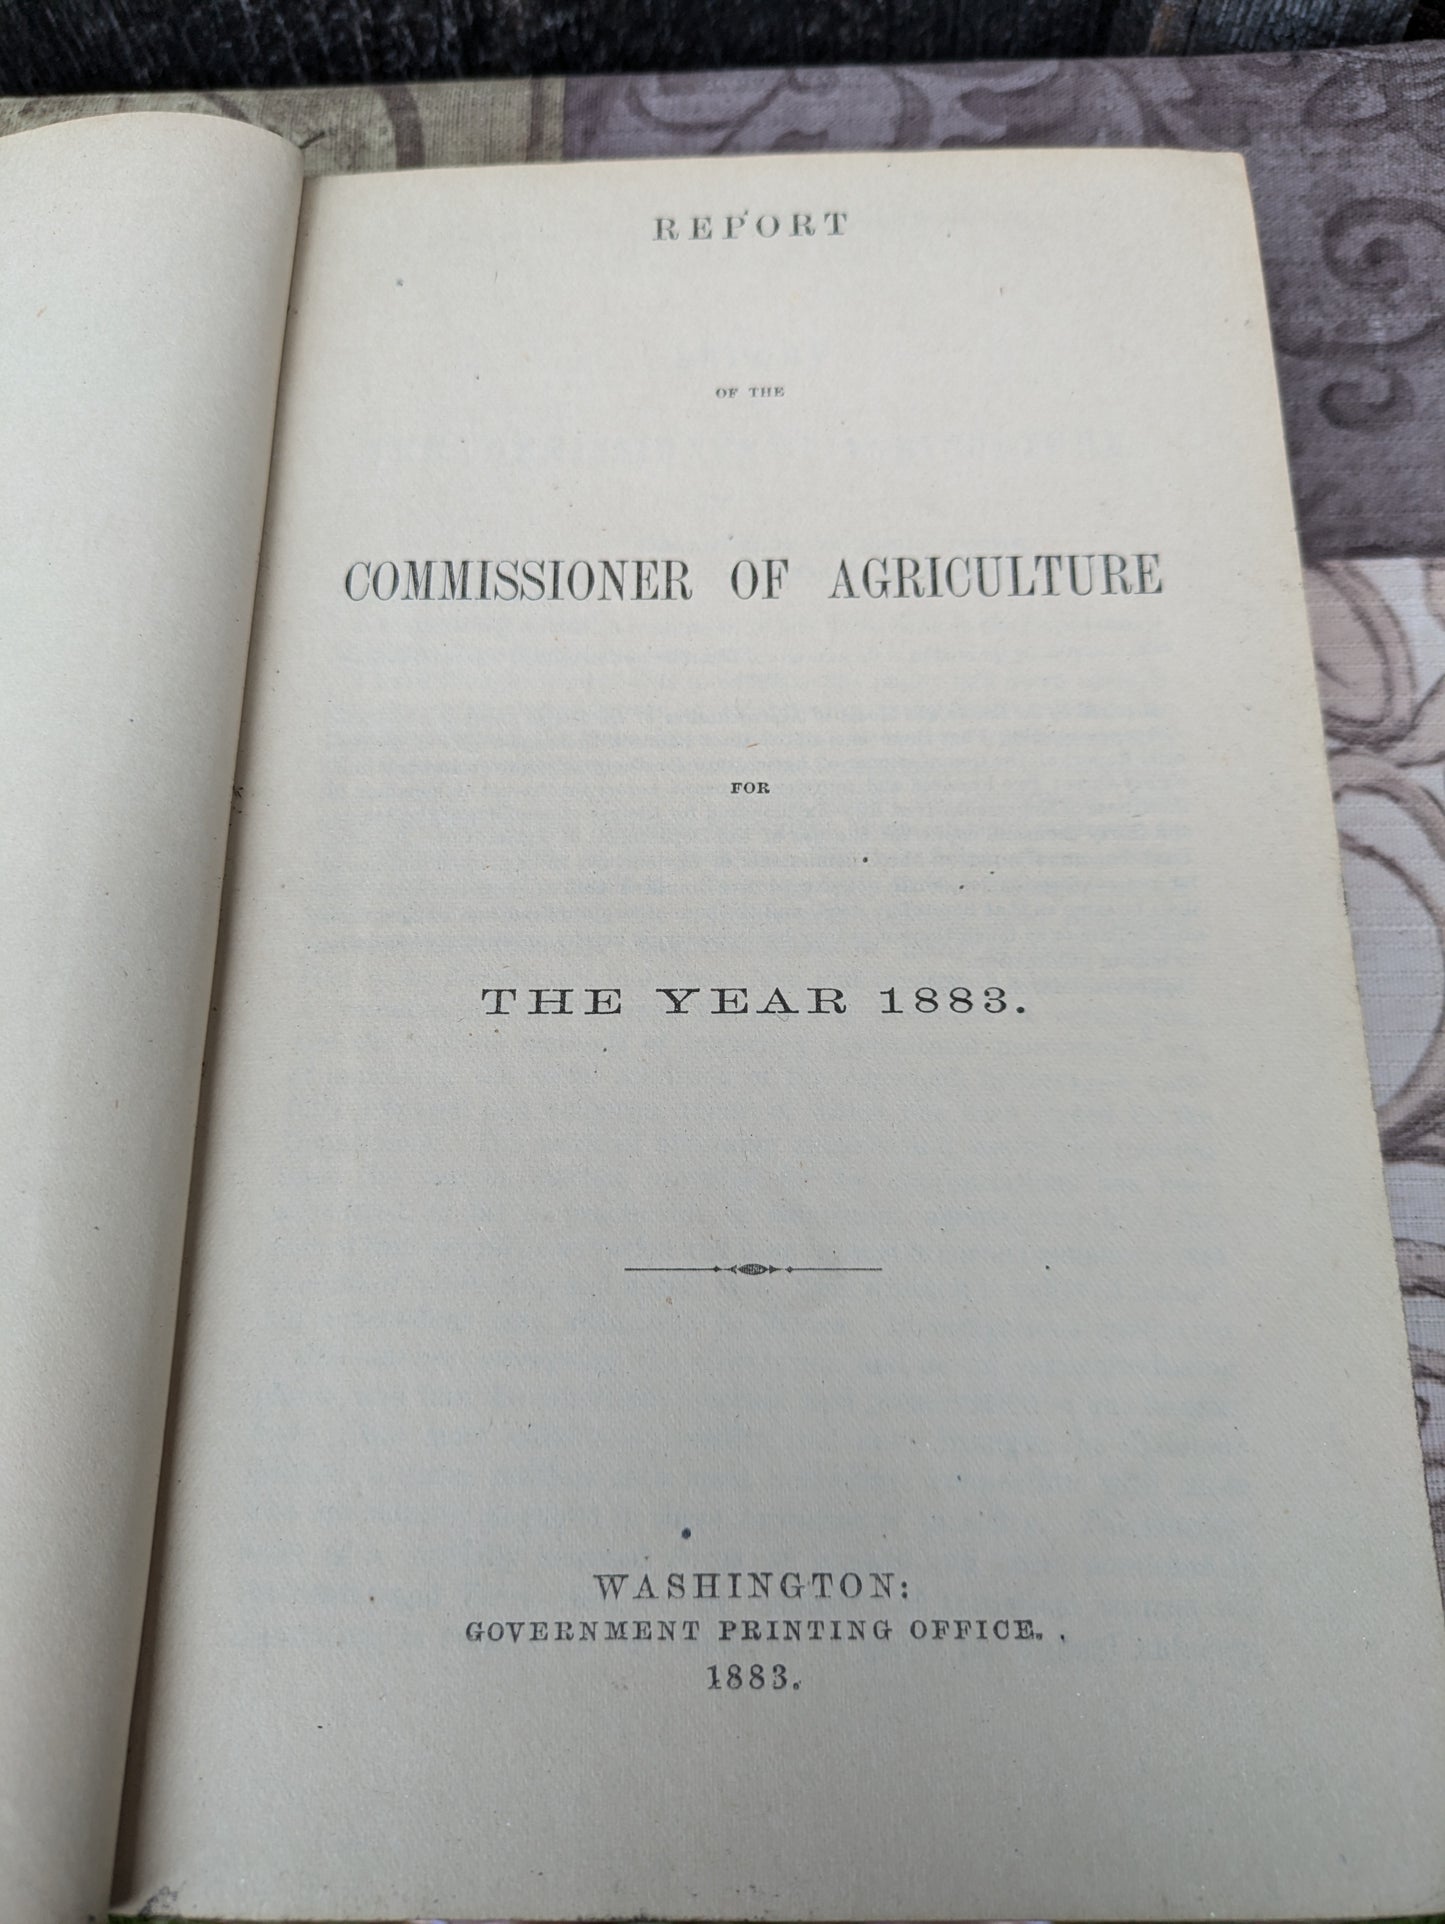 REPORT
OF THE
COMMISSIONER OF AGRICULTURE
FOR
THE YEAR 1883.
WASHINGTON:
GOVERNMENT PRINTING OFFICE.
1883.